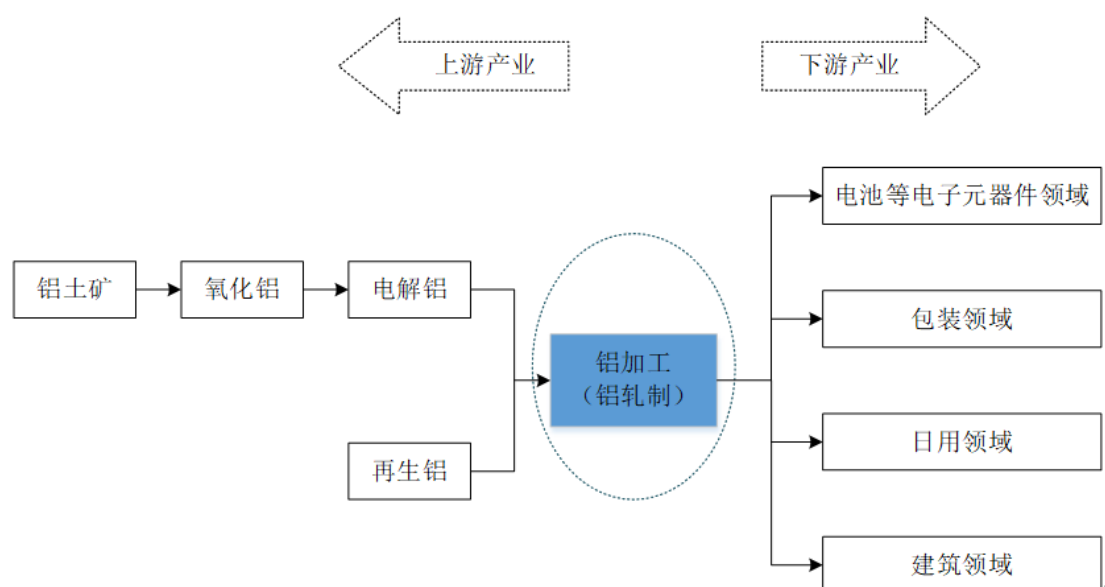 上游产业
下游产业
电池等电子元器件领域
铝土矿
氧化铝
电解铝
包装领域
铝加工
（铝轧制）
日用领域
再生铝
建筑领域